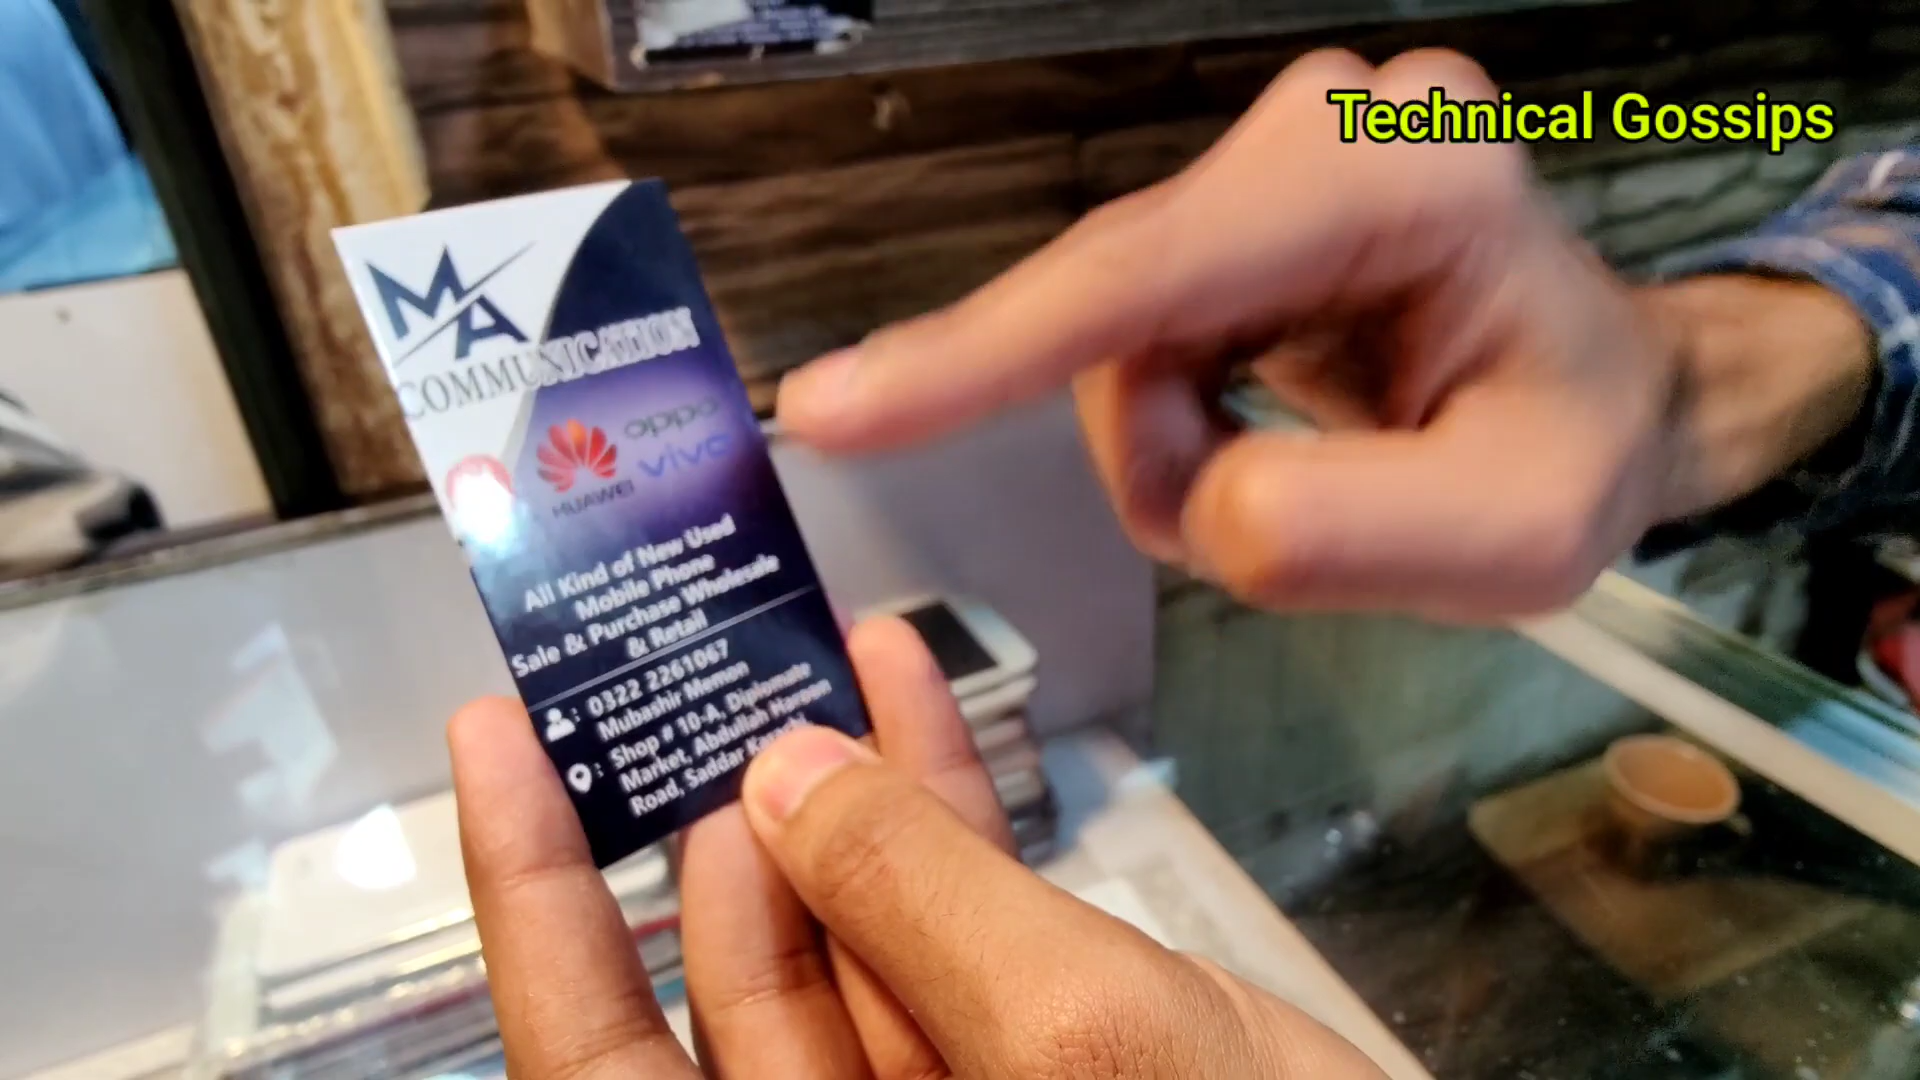 Technical Gossips
MA
COMMUNICATION
oppo
HUAWEI
vivo
All Kind of New Used
Mobile Phone
Sale & Purchase Wholesale
& Retail
: 0322 2261067
Mubashir Memon
: Shop # 10-A, Diplomate
Market, Abdullah Haroon
Road, Saddar Karachi